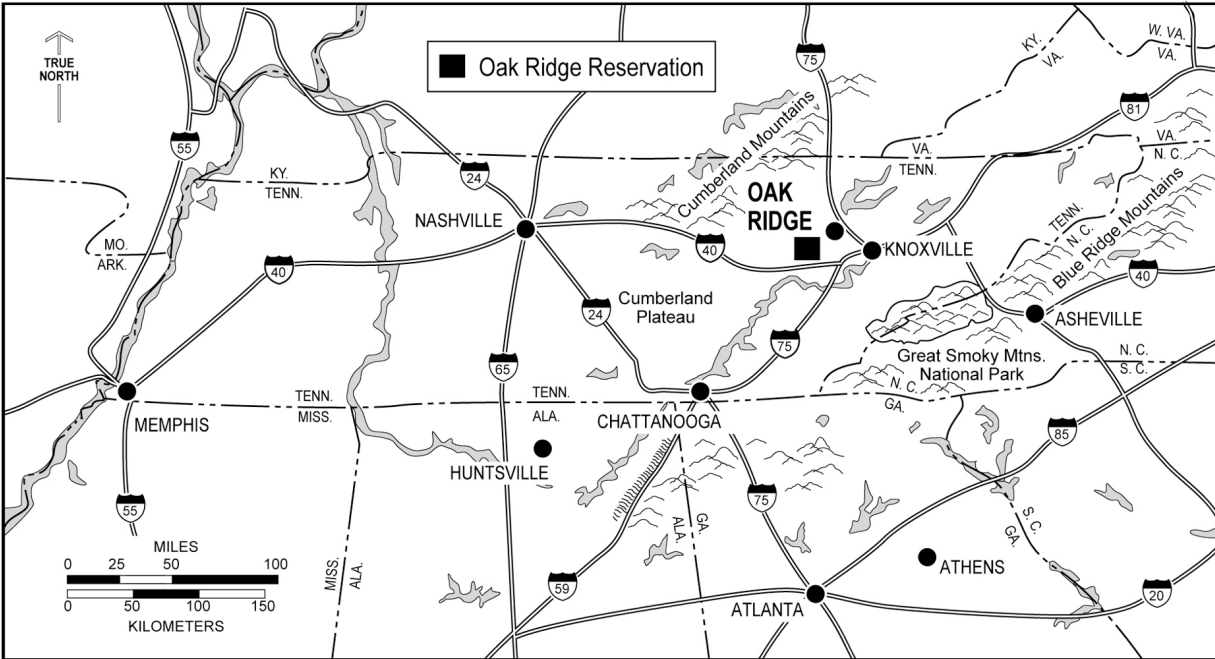 TRUE
NORTH
Oak Ridge Reservation
75
KY.
VA.
W. VA.
VA.
81
55
Cumberland Mountains
VA.
TENN.
VA.
N. C.
KY.
TENN.
24
OAK
RIDGE
NASHVILLE
TENN.
N. C.
Blue Ridge Mountains
MO.
ARK.
40
40
KNOXVILLE
40
Cumberland
Plateau
24
75
ASHEVILLE
Great Smoky Mtns.
National Park
N. C.
S. C.
65
N. C.
GA.
TENN.
MISS.
TENN.
ALA.
MEMPHIS
CHATTANOOGA
85
HUNTSVILLE
55
75
GA.
ALA.
S. C.
GA.
MILES
0 25 50 100
0 50 100 150
KILOMETERS
MISS.
ALA.
59
ATHENS
ATLANTA
20